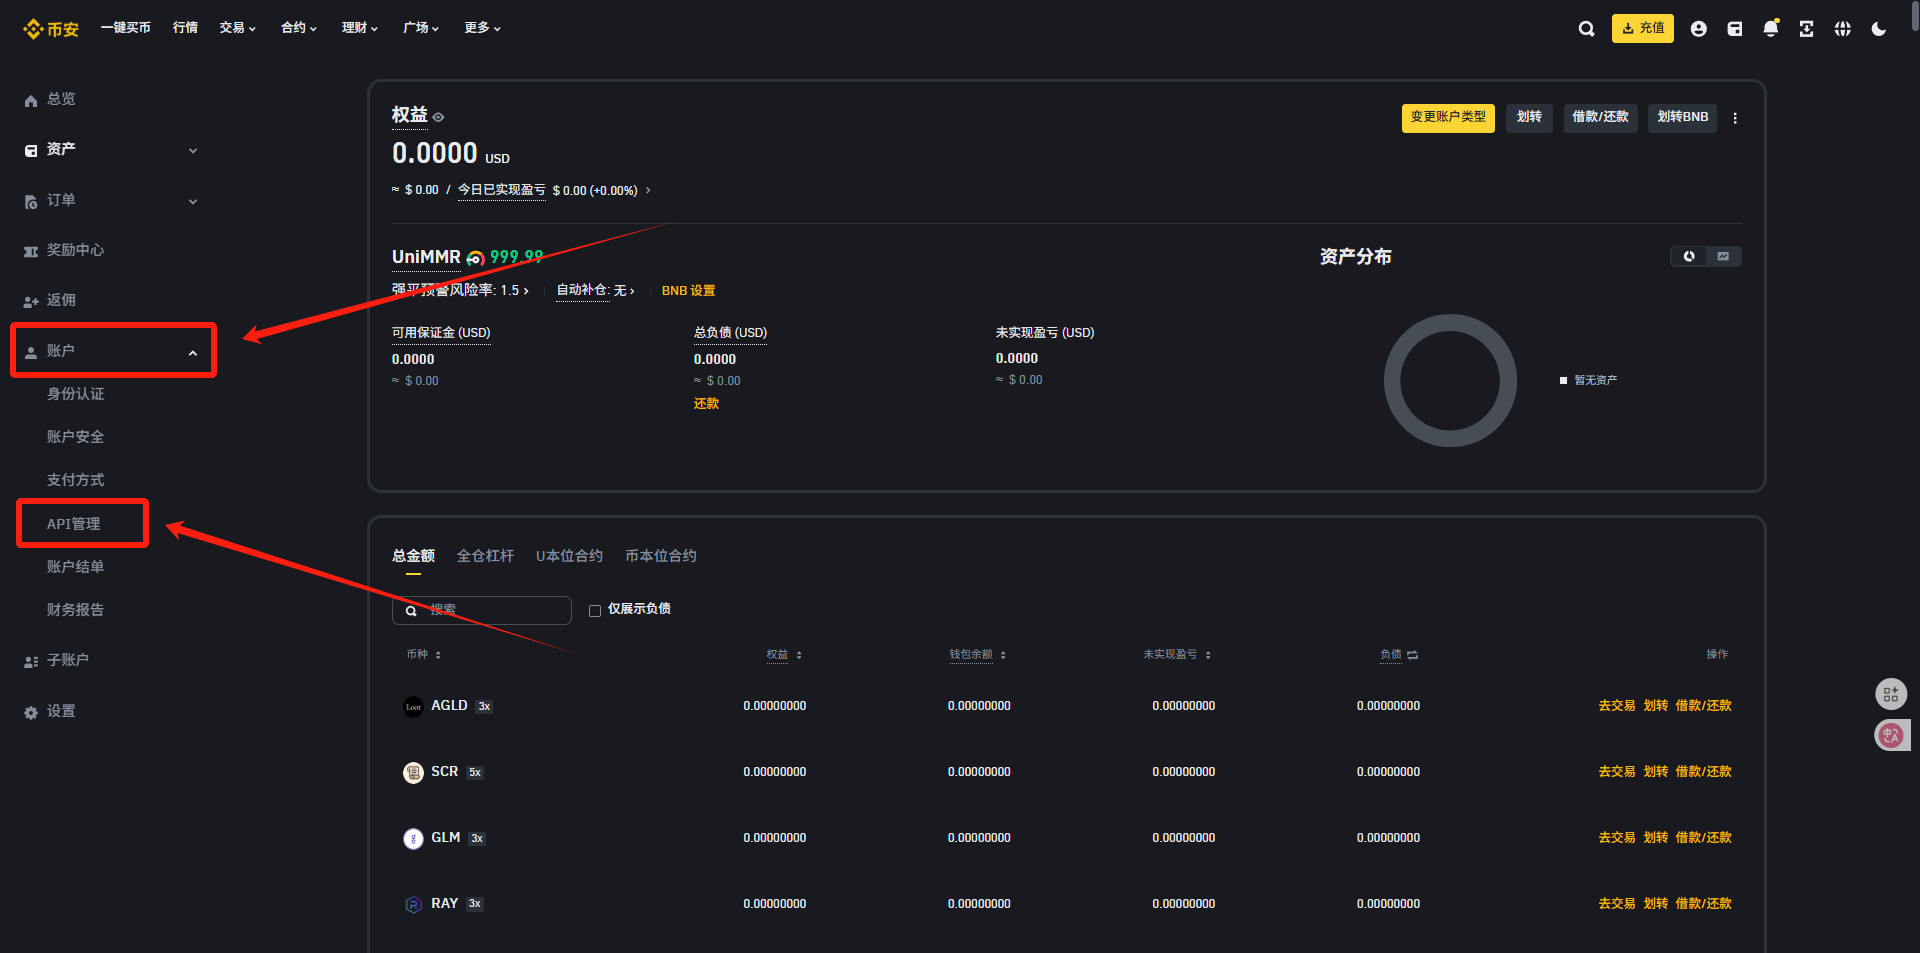 币安 一键买币 行情 交易 合约 理财 广场 更多 充值
总览
资产
订单
奖励中心
返佣
账户
身份认证
账户安全
支付方式
API管理
账户结单
财务报告
子账户
设置
权益
变更账户类型 划转 借款/还款 划转BNB
0.0000 USD
≈ $ 0.00 / 今日已实现盈亏 $ 0.00 (+0.00%)
UniMMR 999.99
资产分布
强平预警风险率: 1.5 自动补仓: 无 BNB 设置
可用保证金 (USD) 总负债 (USD) 未实现盈亏 (USD)
0.0000 0.0000 0.0000
≈ $ 0.00 ≈ $ 0.00 ≈ $ 0.00
还款
暂无资产
总金额 全仓杠杆 U本位合约 币本位合约
搜索 仅展示负债
币种 权益 钱包余额 未实现盈亏 负债 操作
Loot AGLD 3x 0.00000000 0.00000000 0.00000000 0.00000000 去交易 划转 借款/还款
SCR 5x 0.00000000 0.00000000 0.00000000 0.00000000 去交易 划转 借款/还款
GLM 3x 0.00000000 0.00000000 0.00000000 0.00000000 去交易 划转 借款/还款
RAY 3x 0.00000000 0.00000000 0.00000000 0.00000000 去交易 划转 借款/还款
中A